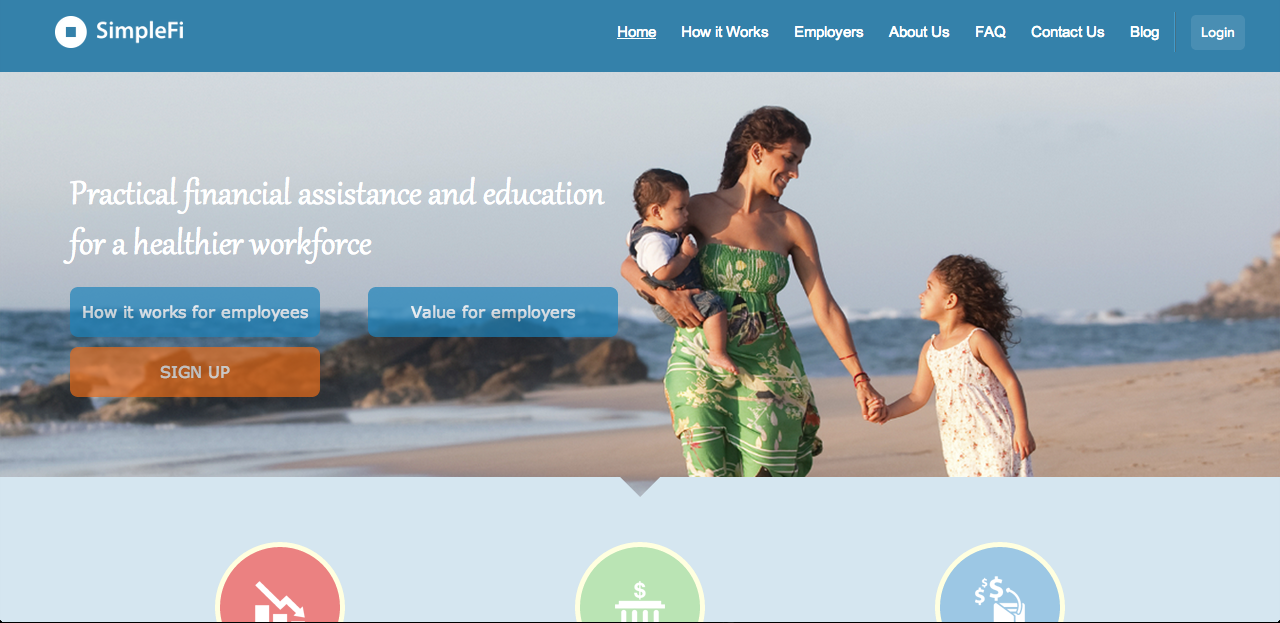 SimpleFi
Home How it Works Employers About Us FAQ Contact Us Blog Login
Practical financial assistance and education
for a healthier workforce
How it works for employees Value for employers
SIGN UP
$
$ $ $